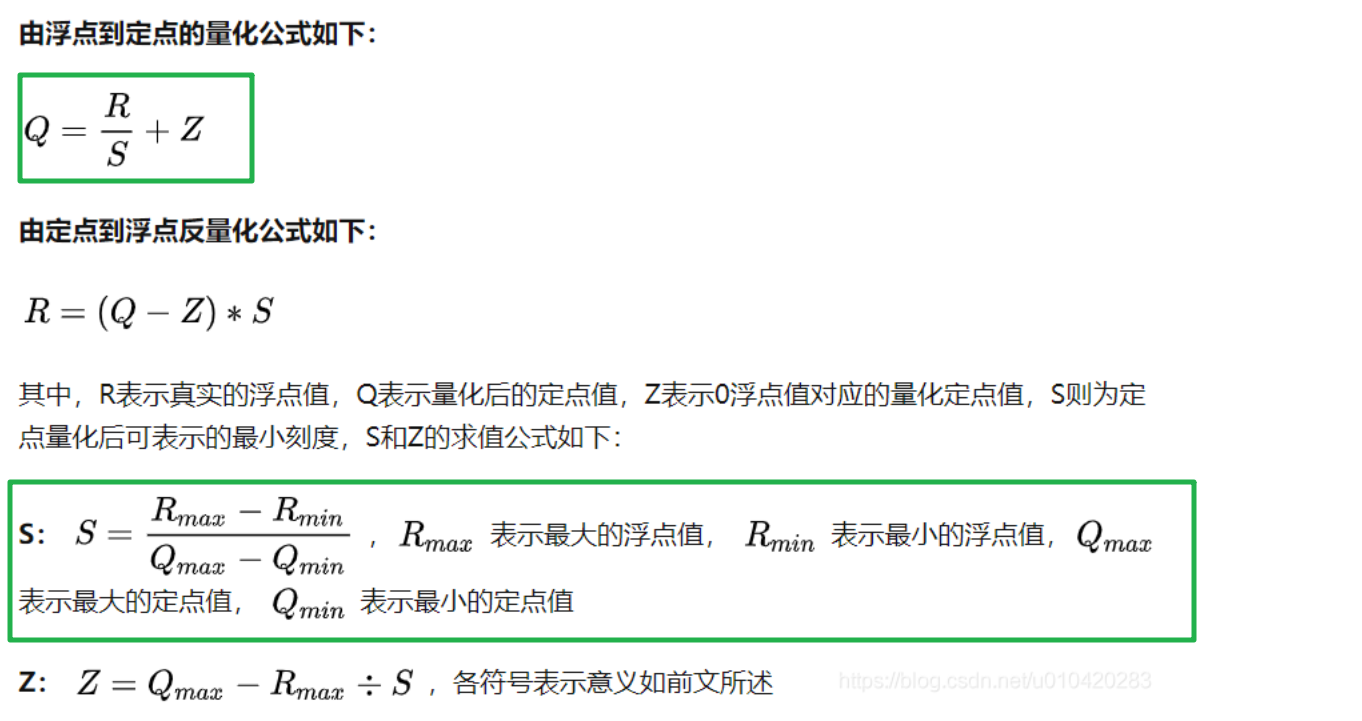 由浮点到定点的量化公式如下：
Q = \frac{R}{S} + Z
由定点到浮点反量化公式如下：
R = (Q − Z) ∗ S
其中，R表示真实的浮点值，Q表示量化后的定点值，Z表示0浮点值对应的量化定点值，S则为定
点量化后可表示的最小刻度，S和Z的求值公式如下：
S： S = \frac{R_{max} − R_{min}}{Q_{max} − Q_{min}} ，R_{max} 表示最大的浮点值， R_{min} 表示最小的浮点值，Q_{max}
表示最大的定点值， Q_{min} 表示最小的定点值
Z： Z = Q_{max} − R_{max} ÷ S ，各符号表示意义如前文所述
https://blog.csdn.net/u010420283